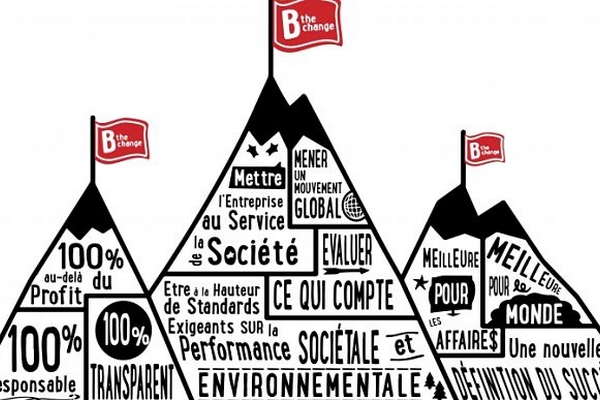 B the change
B the change
B the change
100%
au-delà du
Profit
100%
esponsable
100%
TRANSPARENT
Mettre
l'Entreprise
au Service
de la Société
MENER
UN
MOUVEMENT
GLOBAL
EVALUER
CE QUI COMPTE
Etre à la Hauteur
de Standards
Exigeants SUR la
Performance SOCIÉTALE et
ENVIRONNEMENTALE
MEILLEURE
POUR
LES
AFFAIRE$
MEILLEURE
POUR le
MONDE
Une nouvelle
DÉFINITION DU SUCC